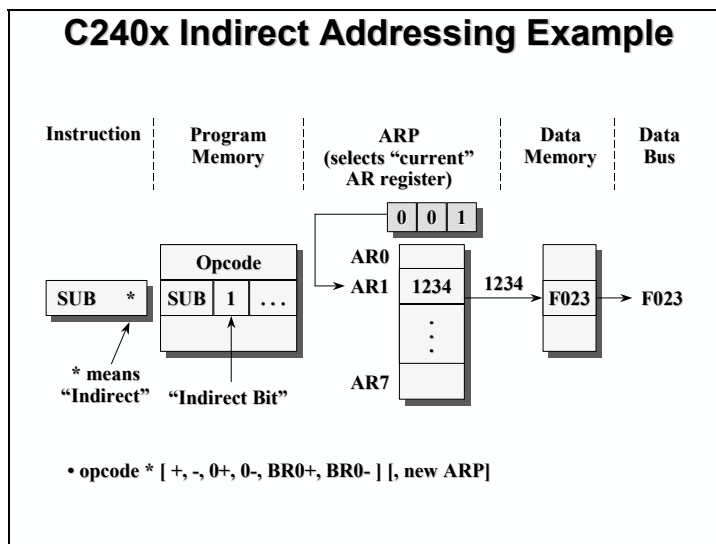 C240x Indirect Addressing Example
Instruction
Program
Memory
ARP
(selects “current”
AR register)
Data
Memory
Data
Bus
0 0 1
Opcode
AR0
SUB *
SUB 1 . . .
AR1
1234
1234
F023
F023
.
.
.
AR7
* means
“Indirect”
“Indirect Bit”
• opcode * [ +, -, 0+, 0-, BR0+, BR0- ] [, new ARP]